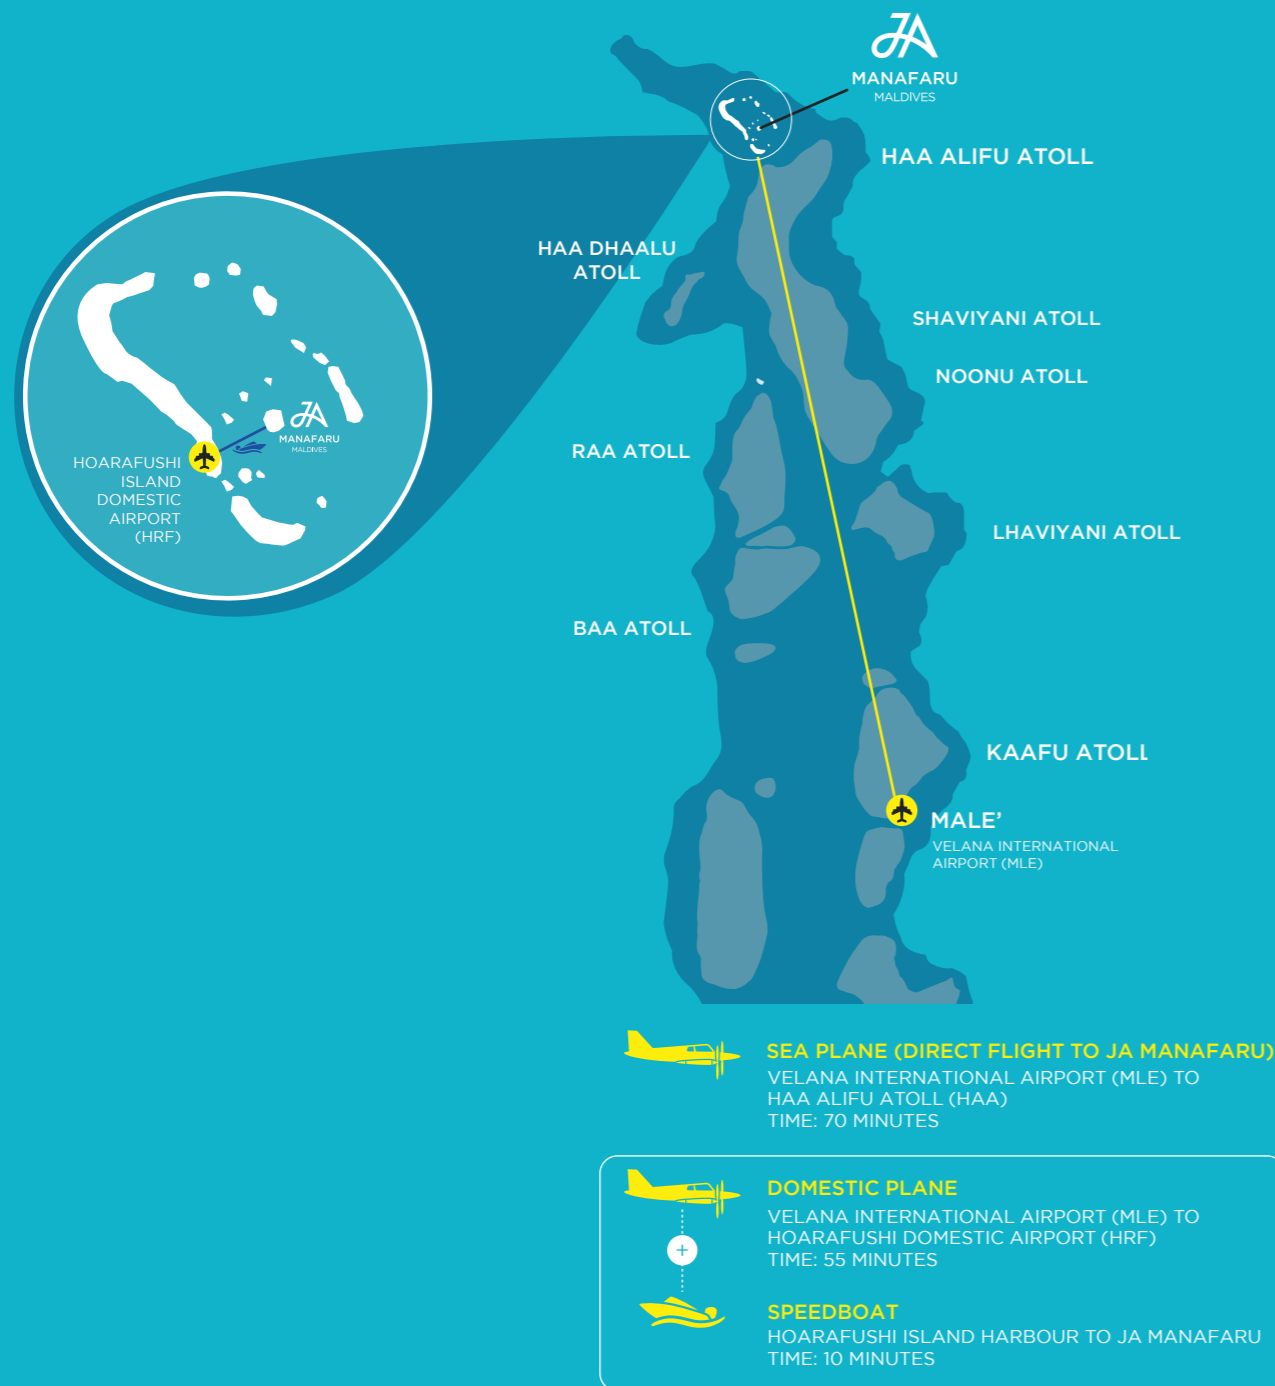 JA
MANAFARU
MALDIVES
HAA ALIFU ATOLL
HAA DHAALU
ATOLL
SHAVIYANI ATOLL
NOONU ATOLL
RAA ATOLL
LHAVIYANI ATOLL
BAA ATOLL
KAAFU ATOLL
MALE’
VELANA INTERNATIONAL
AIRPORT (MLE)
JA
MANAFARU
MALDIVES
HOARAFUSHI
ISLAND
DOMESTIC
AIRPORT
(HRF)
SEA PLANE (DIRECT FLIGHT TO JA MANAFARU)
VELANA INTERNATIONAL AIRPORT (MLE) TO
HAA ALIFU ATOLL (HAA)
TIME: 70 MINUTES
DOMESTIC PLANE
VELANA INTERNATIONAL AIRPORT (MLE) TO
HOARAFUSHI DOMESTIC AIRPORT (HRF)
TIME: 55 MINUTES
+
SPEEDBOAT
HOARAFUSHI ISLAND HARBOUR TO JA MANAFARU
TIME: 10 MINUTES